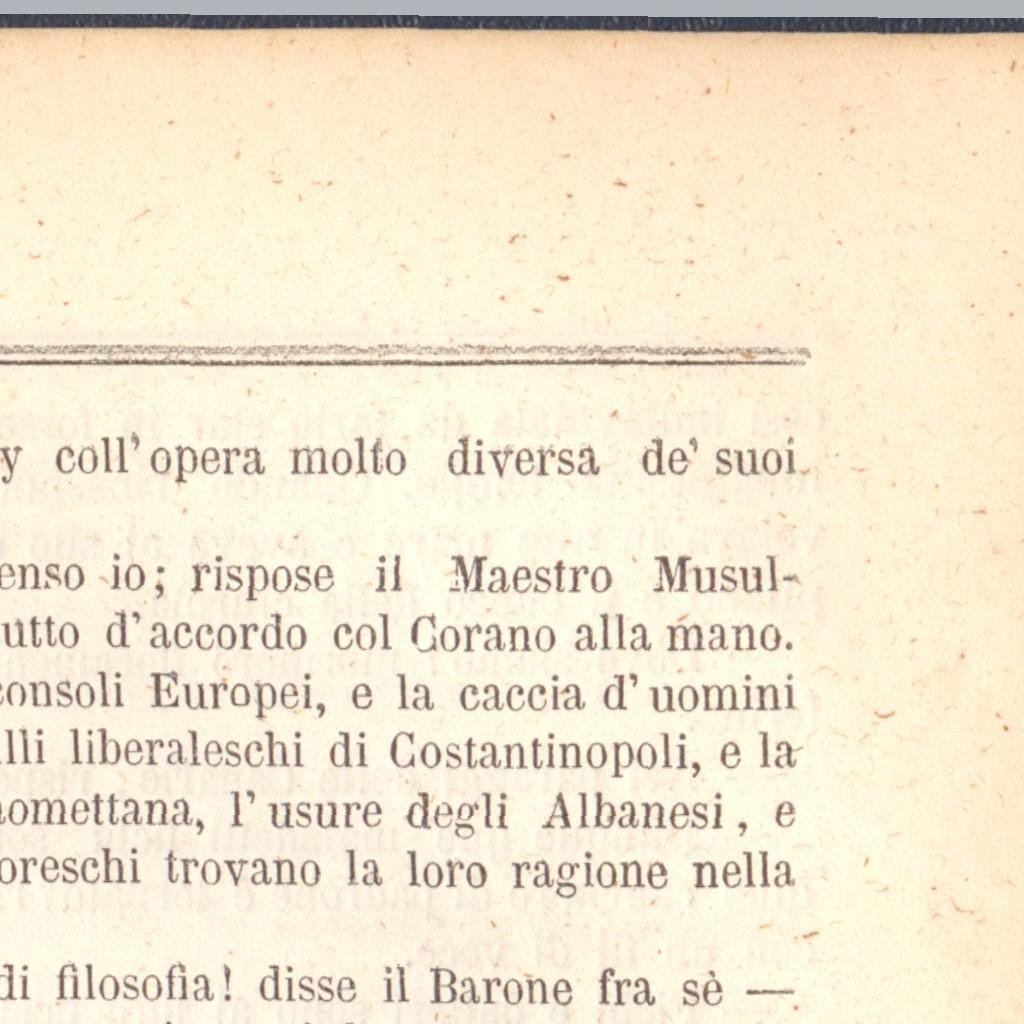 y coll' opera molto diversa de' suoi
enso io; rispose il Maestro Musul-
utto d' accordo col Corano alla mano.
consoli Europei, e la caccia d' uomini
lli liberaleschi di Costantinopoli, e la
omettana, l' usure degli Albanesi, e
oreschi trovano la loro ragione nella
di filosofia! disse il Barone fra sè —